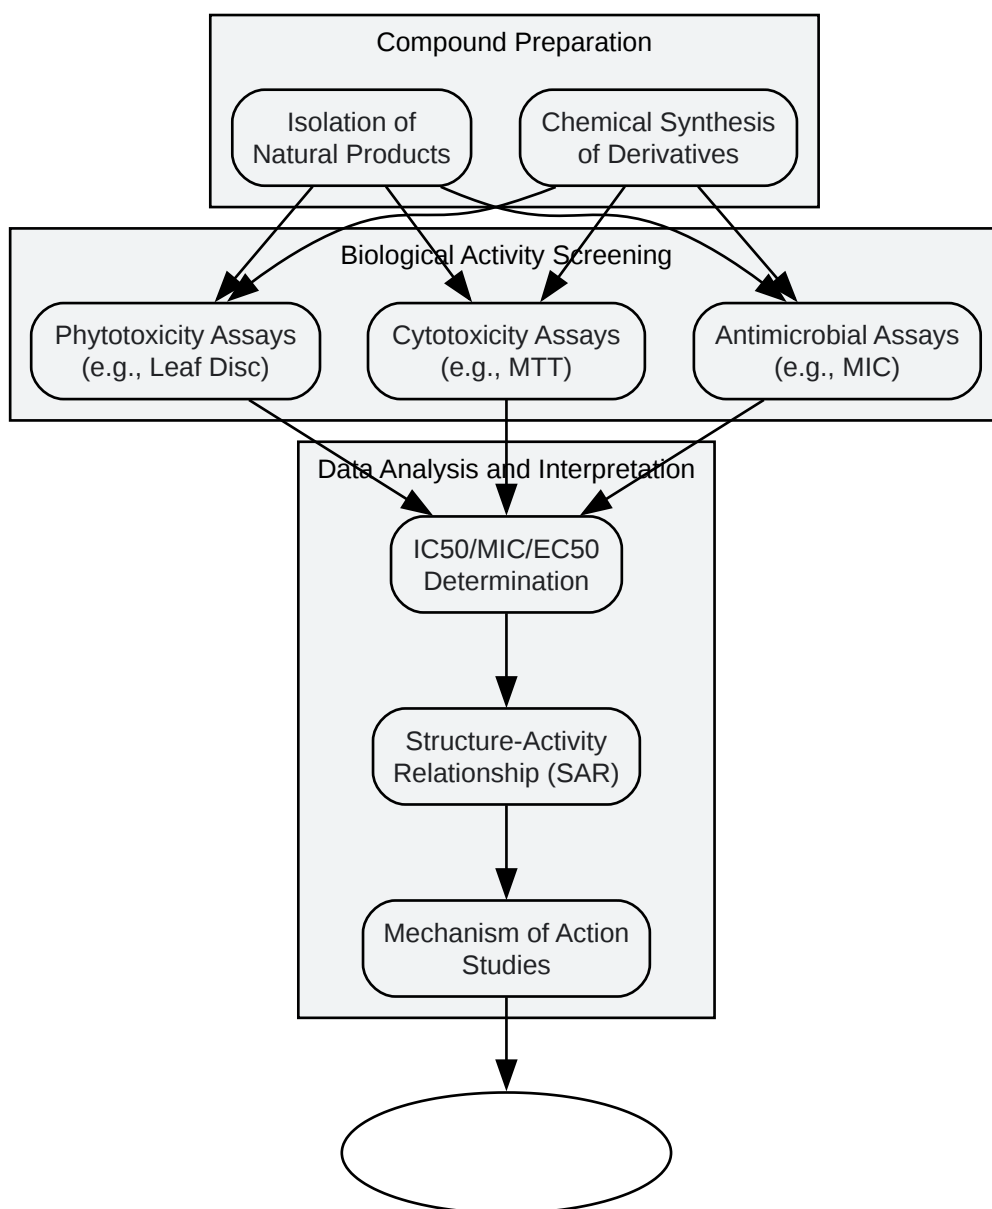 Compound Preparation
Isolation of
Natural Products
Chemical Synthesis
of Derivatives
Biological Activity Screening
Phytotoxicity Assays
(e.g., Leaf Disc)
Cytotoxicity Assays
(e.g., MTT)
Antimicrobial Assays
(e.g., MIC)
Data Analysis and Interpretation
IC50/MIC/EC50
Determination
Structure-Activity
Relationship (SAR)
Mechanism of Action
Studies